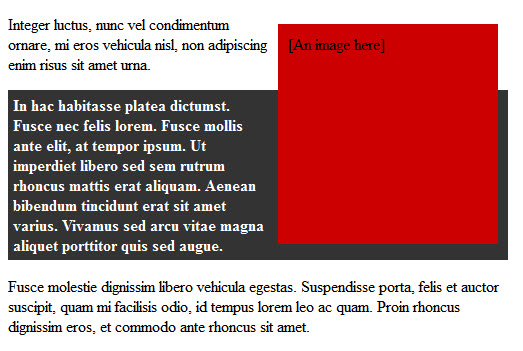 Integer luctus, nunc vel condimentum
ornare, mi eros vehicula nisl, non adipiscing
enim risus sit amet urna.
[An image here]
In hac habitasse platea dictumst.
Fusce nec felis lorem. Fusce mollis
ante elit, at tempor ipsum. Ut
imperdiet libero sed sem rutrum
rhoncus mattis erat aliquam. Aenean
bibendum tincidunt erat sit amet
varius. Vivamus sed arcu vitae magna
aliquet porttitor quis sed augue.
Fusce molestie dignissim libero vehicula egestas. Suspendisse porta, felis et auctor
suscipit, quam mi facilisis odio, id tempus lorem leo ac quam. Proin rhoncus
dignissim eros, et commodo ante rhoncus sit amet.